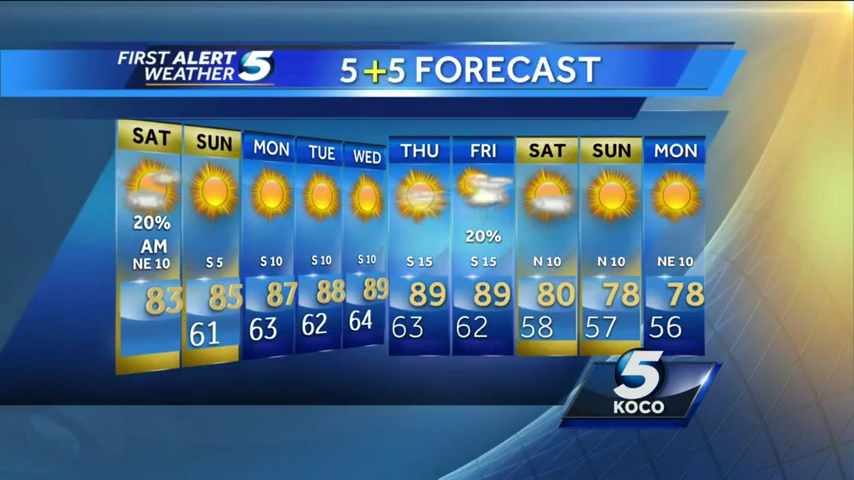 FIRST ALERT
WEATHER 5
5+5 FORECAST
SAT SUN MON TUE WED THU FRI SAT SUN MON
20% 20%
AM
NE 10 S 5 S 10 S 10 S 10 S 15 S 15 N 10 N 10 NE 10
83 85 87 88 89 89 89 80 78 78
61 63 62 64 63 62 58 57 56
5
KOCO